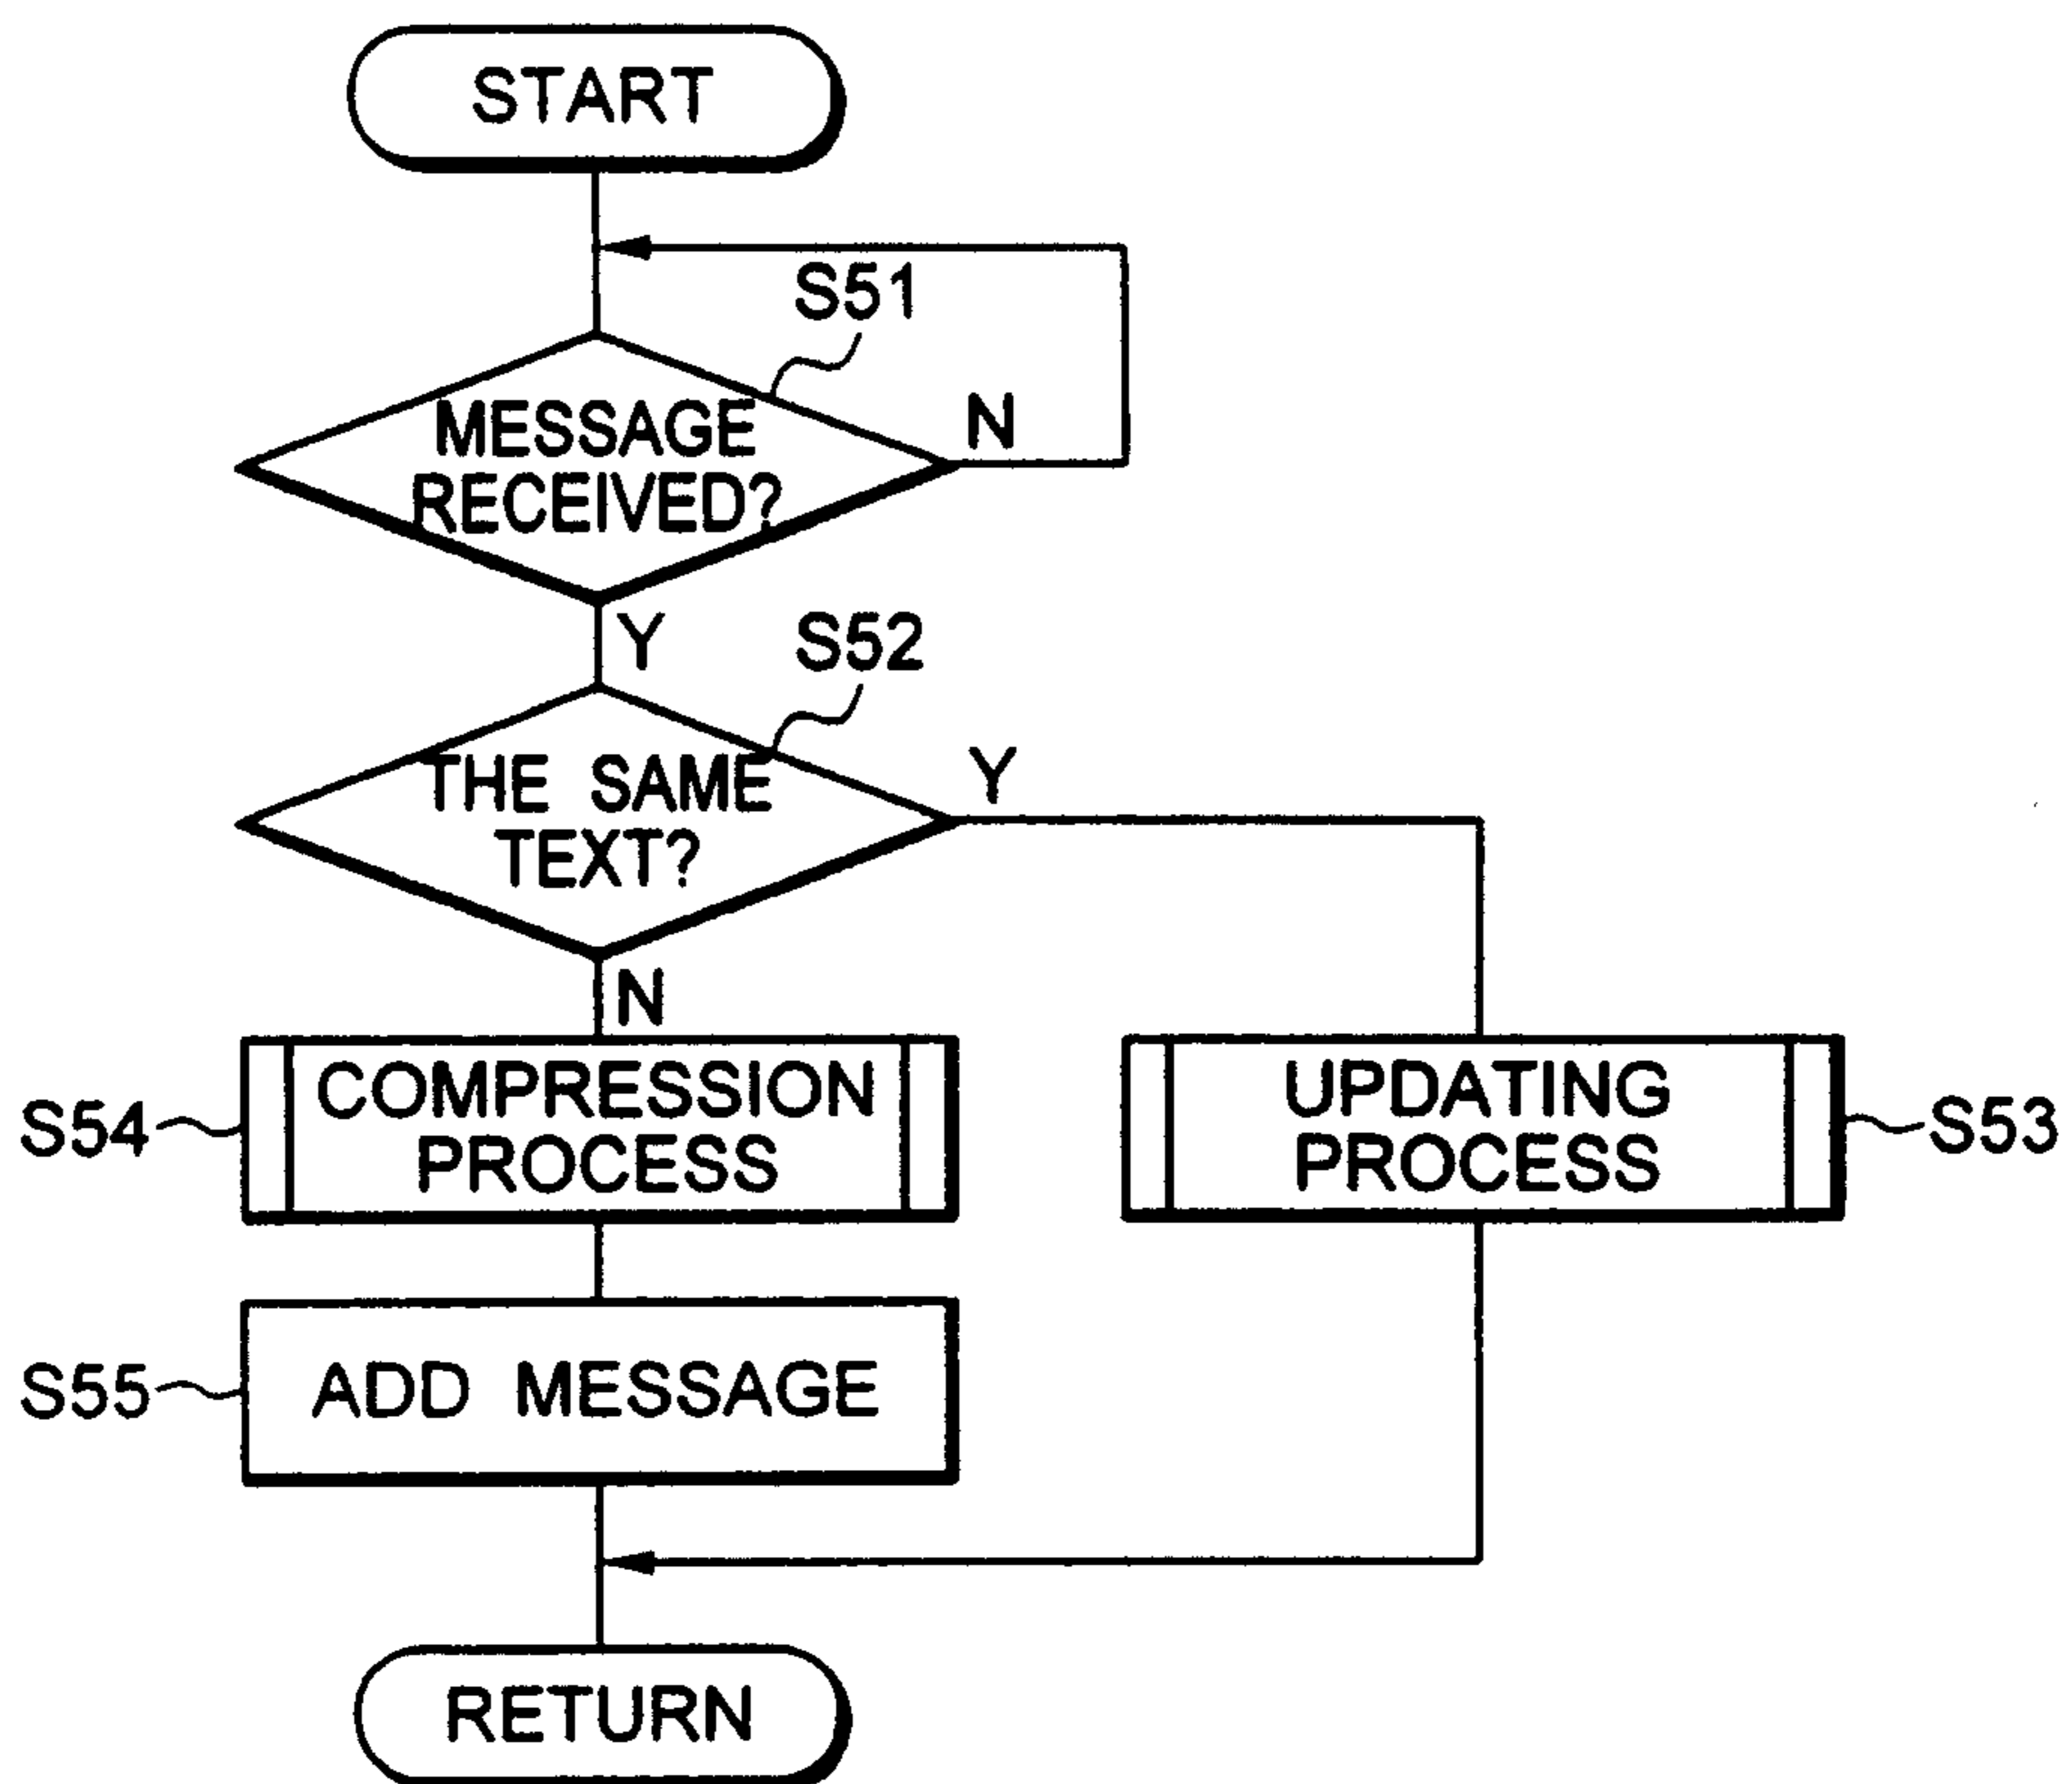 START
S51
MESSAGE
RECEIVED?
N
Y
S52
THE SAME
TEXT?
Y
N
S54
COMPRESSION
PROCESS
UPDATING
PROCESS
S53
S55
ADD MESSAGE
RETURN